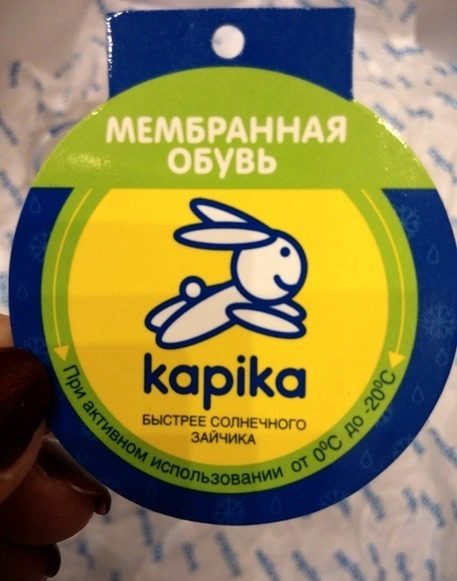 МЕМБРАННАЯ
ОБУВЬ
kapika
БЫСТРЕЕ СОЛНЕЧНОГО
ЗАЙЧИКА
При активном использовании от 0°C до -20°C